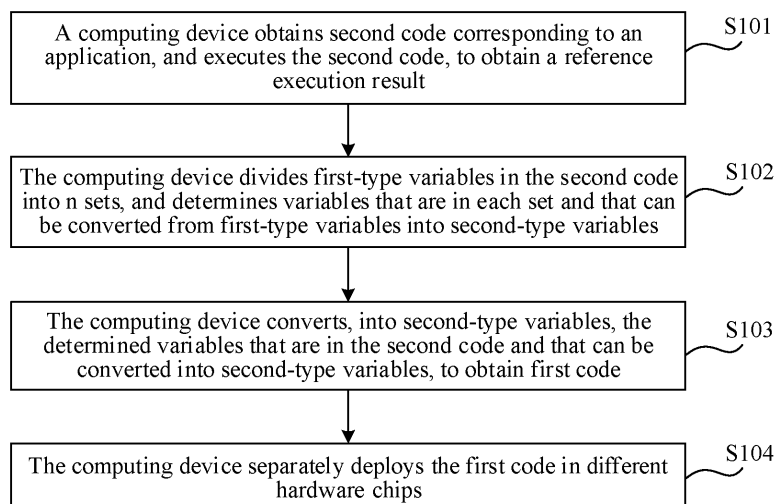 A computing device obtains second code corresponding to an
application, and executes the second code, to obtain a reference
execution result
S101
The computing device divides first-type variables in the second code
into n sets, and determines variables that are in each set and that can
be converted from first-type variables into second-type variables
S102
The computing device converts, into second-type variables, the
determined variables that are in the second code and that can be
converted into second-type variables, to obtain first code
S103
The computing device separately deploys the first code in different
hardware chips
S104